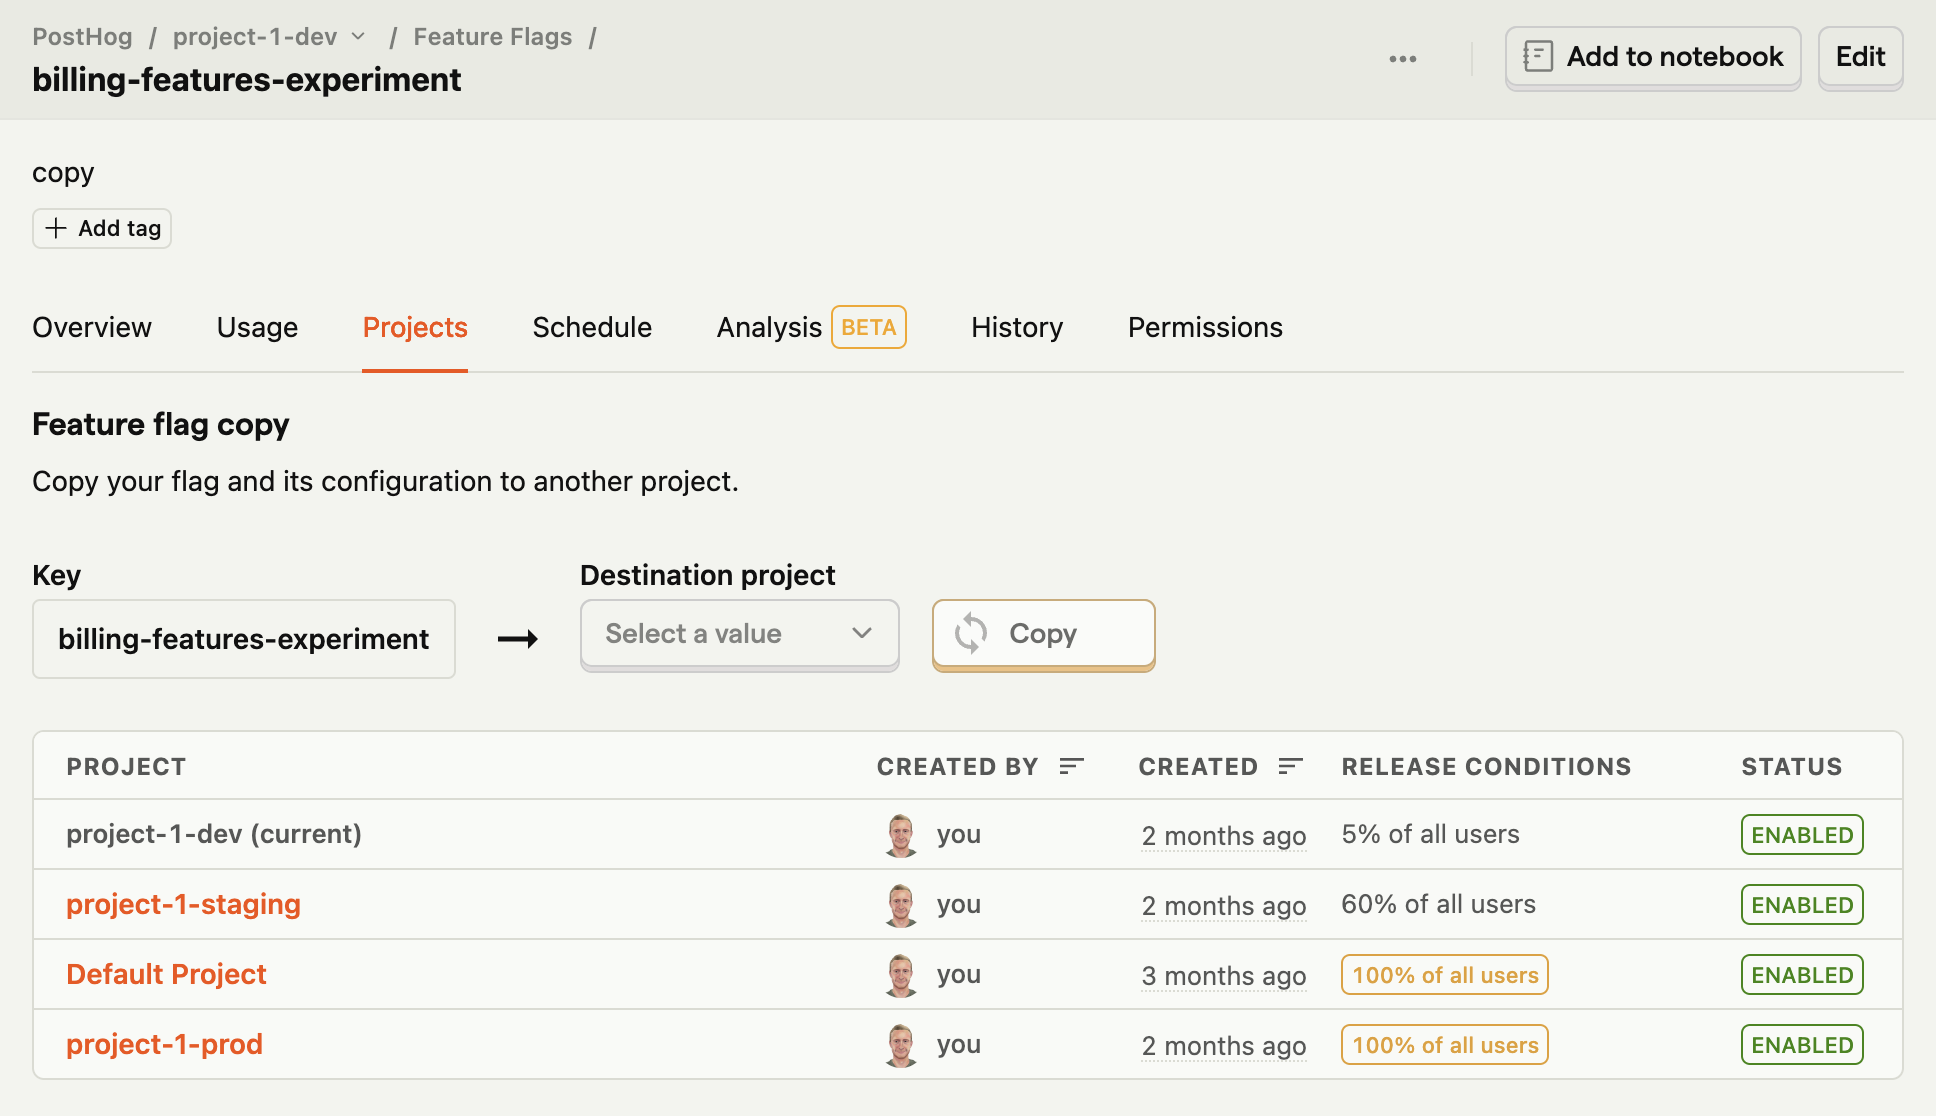 PostHog / project-1-dev / Feature Flags /
billing-features-experiment
Add to notebook
Edit
copy
Add tag
Overview Usage Projects Schedule Analysis BETA History Permissions
Feature flag copy
Copy your flag and its configuration to another project.
Key
billing-features-experiment
Destination project
Select a value
Copy
PROJECT CREATED BY CREATED RELEASE CONDITIONS STATUS
project-1-dev (current) you 2 months ago 5% of all users ENABLED
project-1-staging you 2 months ago 60% of all users ENABLED
Default Project you 3 months ago 100% of all users ENABLED
project-1-prod you 2 months ago 100% of all users ENABLED